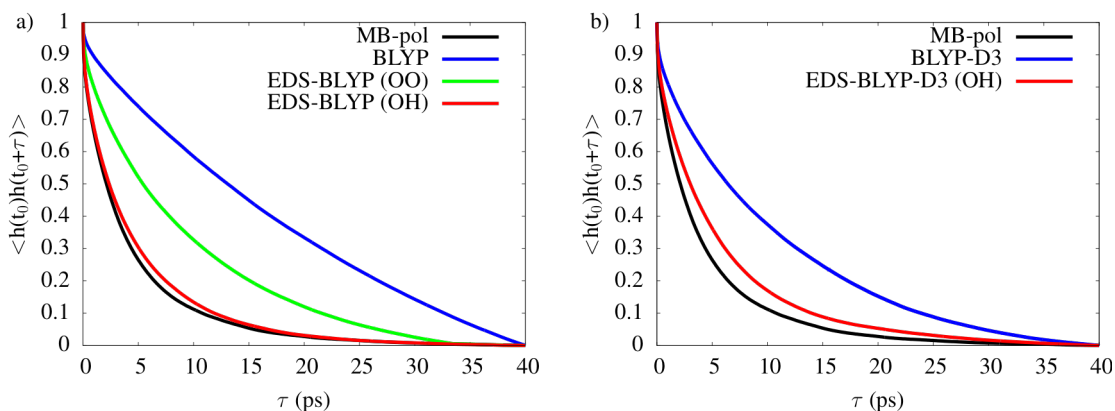 a)
<h(t₀)h(t₀+τ)>
1
0.9
0.8
0.7
0.6
0.5
0.4
0.3
0.2
0.1
0
MB-pol
BLYP
EDS-BLYP (OO)
EDS-BLYP (OH)
0 5 10 15 20 25 30 35 40
τ (ps)
b)
<h(t₀)h(t₀+τ)>
1
0.9
0.8
0.7
0.6
0.5
0.4
0.3
0.2
0.1
0
MB-pol
BLYP-D3
EDS-BLYP-D3 (OH)
0 5 10 15 20 25 30 35 40
τ (ps)